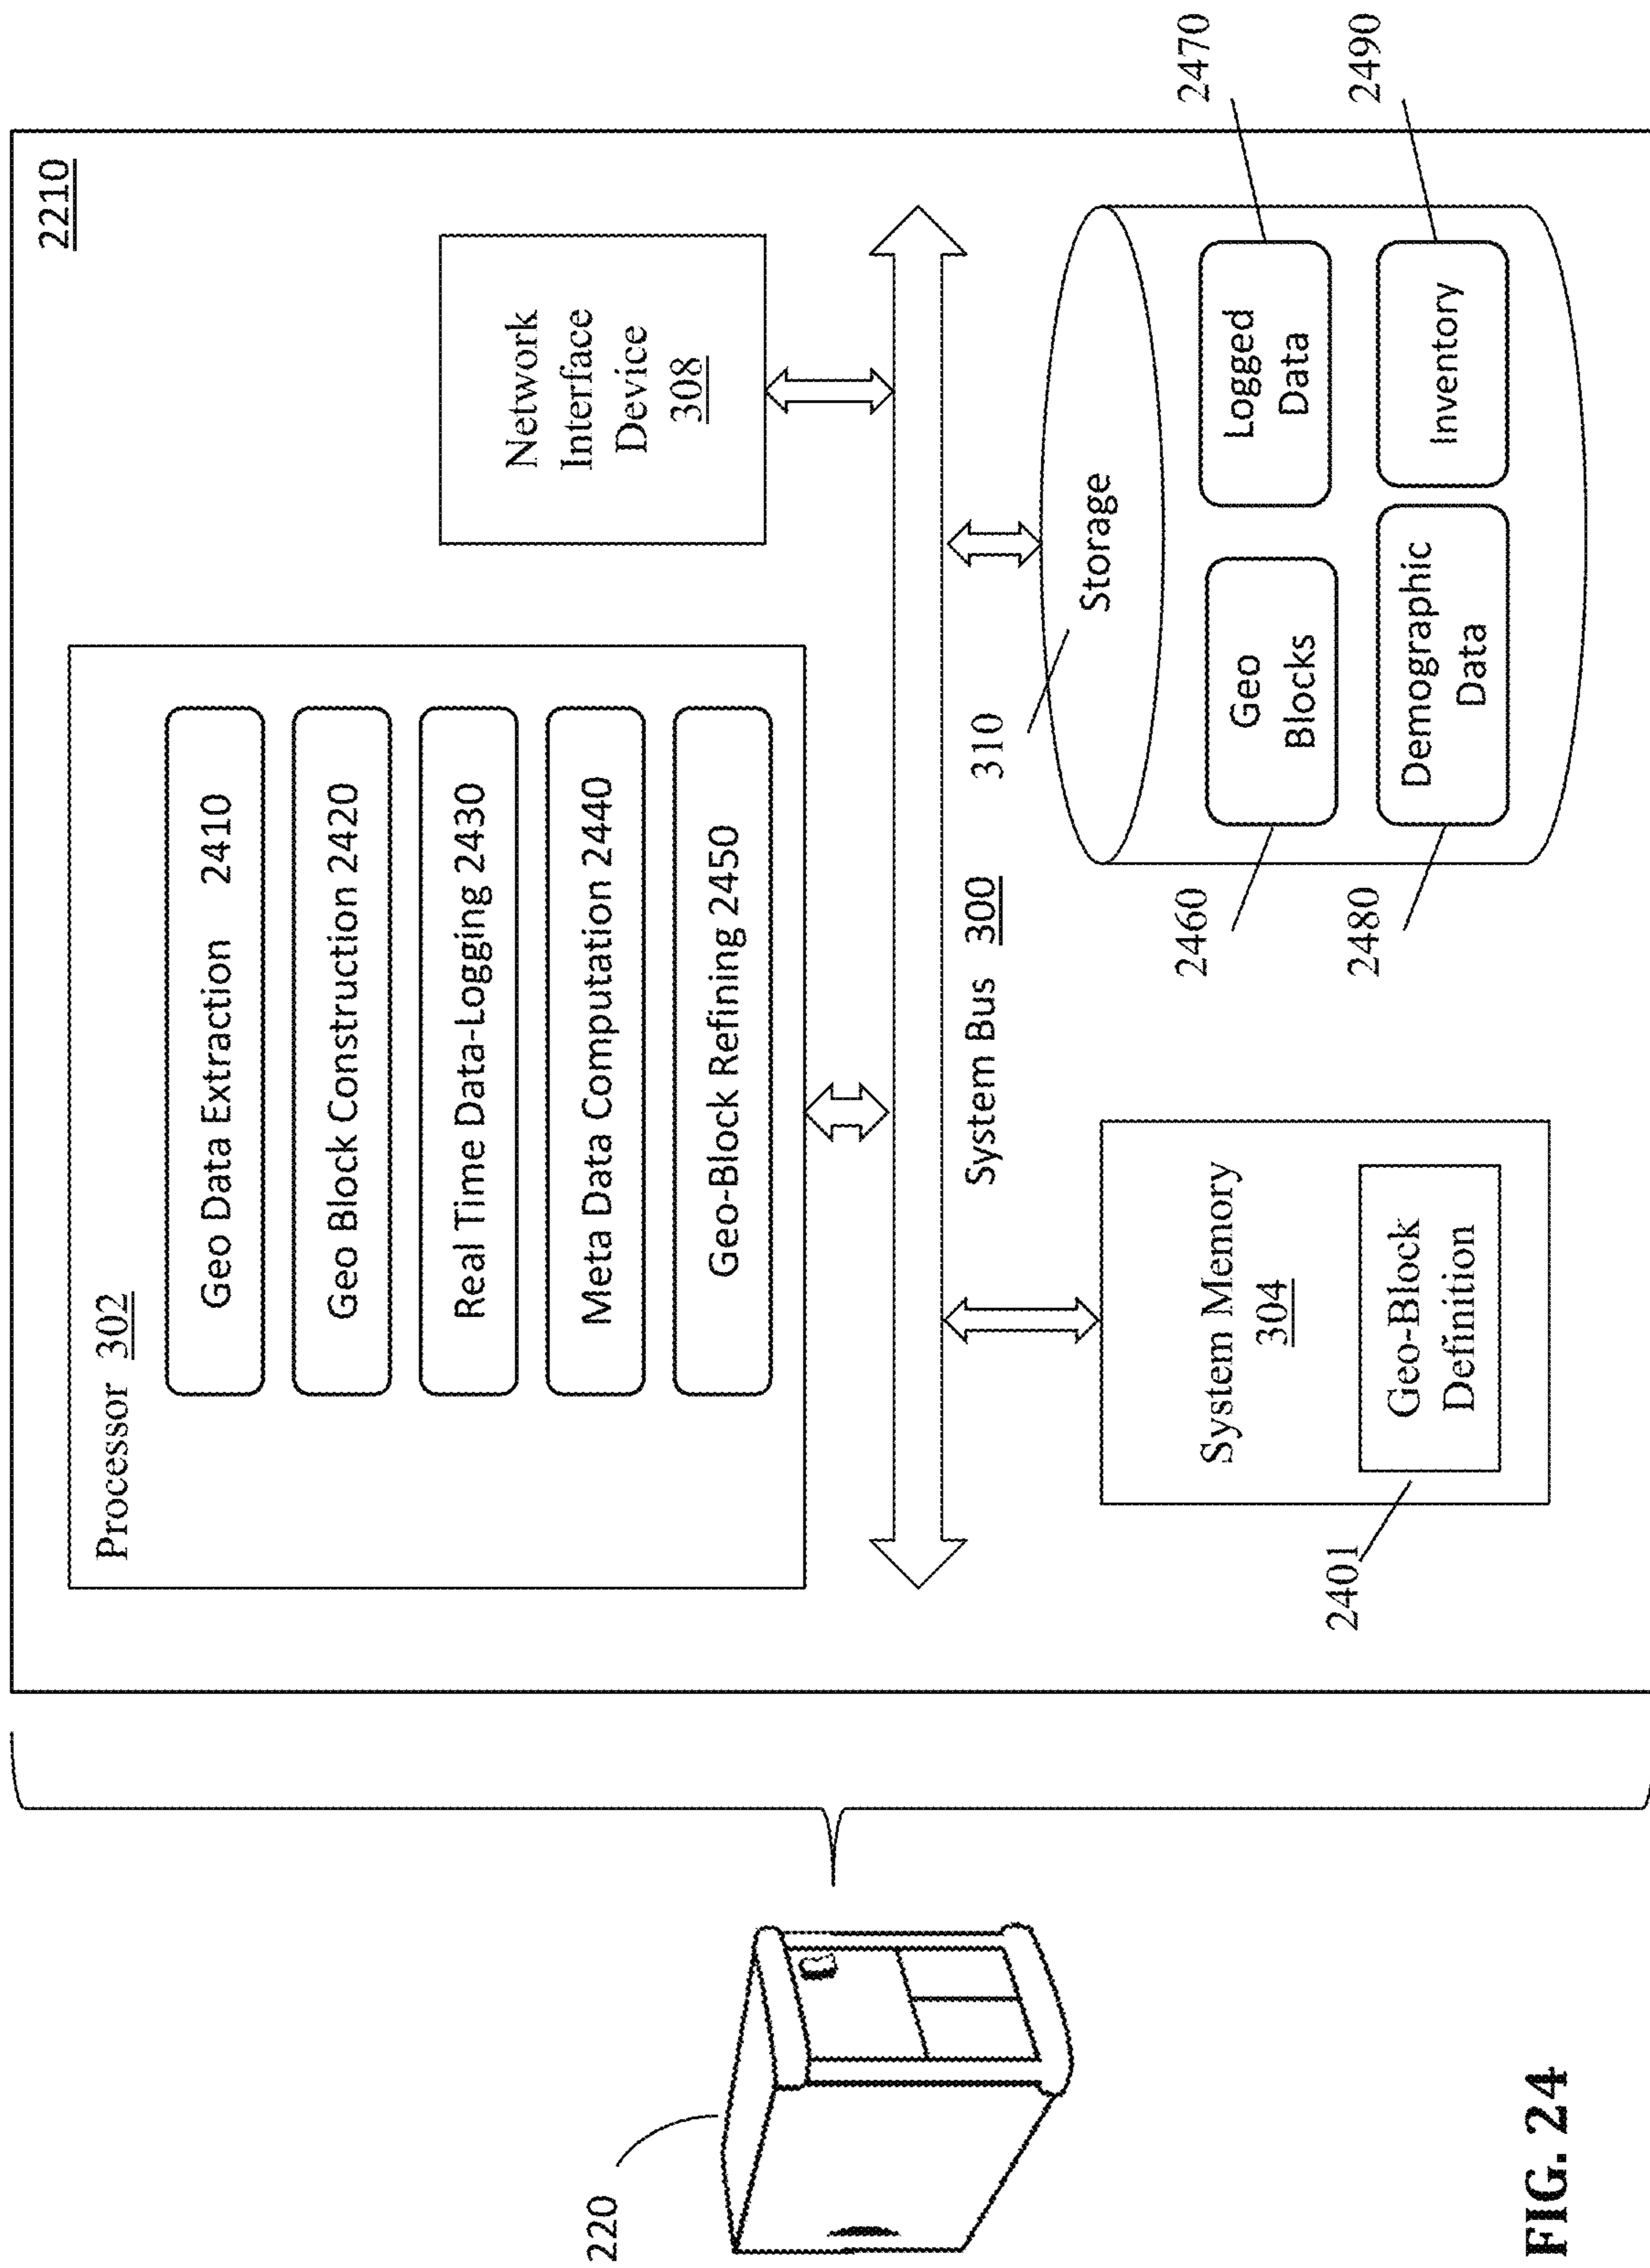 2210
Processor 302
Geo Data Extraction 2410
Geo Block Construction 2420
Real Time Data-Logging 2430
Meta Data Computation 2440
Geo-Block Refining 2450
Network
Interface
Device
308
System Bus 300
System Memory
304
Geo-Block
Definition
2401
310
Storage
Geo
Blocks
2460
Logged
Data
2470
Demographic
Data
2480
Inventory
2490
220
FIG. 24